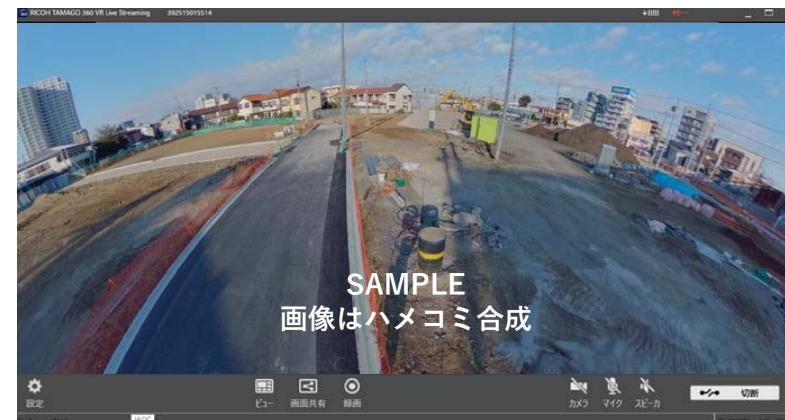 RICOH TAMAGO 360 VR Live Streaming 392515015514
SAMPLE
画像はハメコミ合成
設定
ビュー 画面共有 録画
カメラ マイク スピーカ
切断